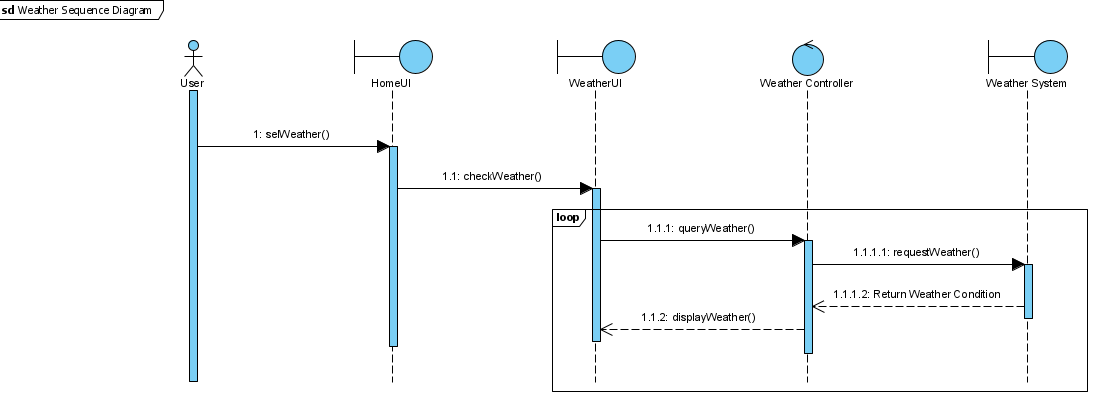 sd Weather Sequence Diagram
User
HomeUI
WeatherUI
Weather Controller
Weather System
1: selWeather()
1.1: checkWeather()
loop
1.1.1: queryWeather()
1.1.1.1: requestWeather()
1.1.1.2: Return Weather Condition
1.1.2: displayWeather()